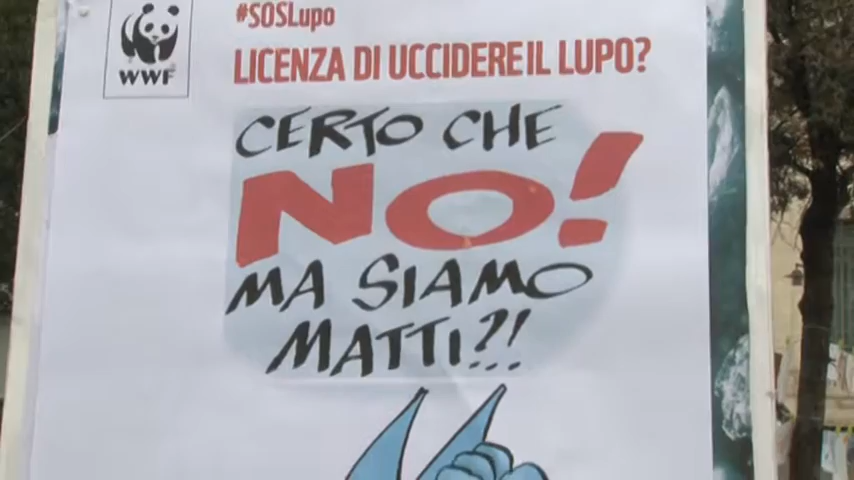 WWF
#SOSLupo
LICENZA DI UCCIDERE IL LUPO?
CERTO CHE
NO!
MA SIAMO
MATTI?!